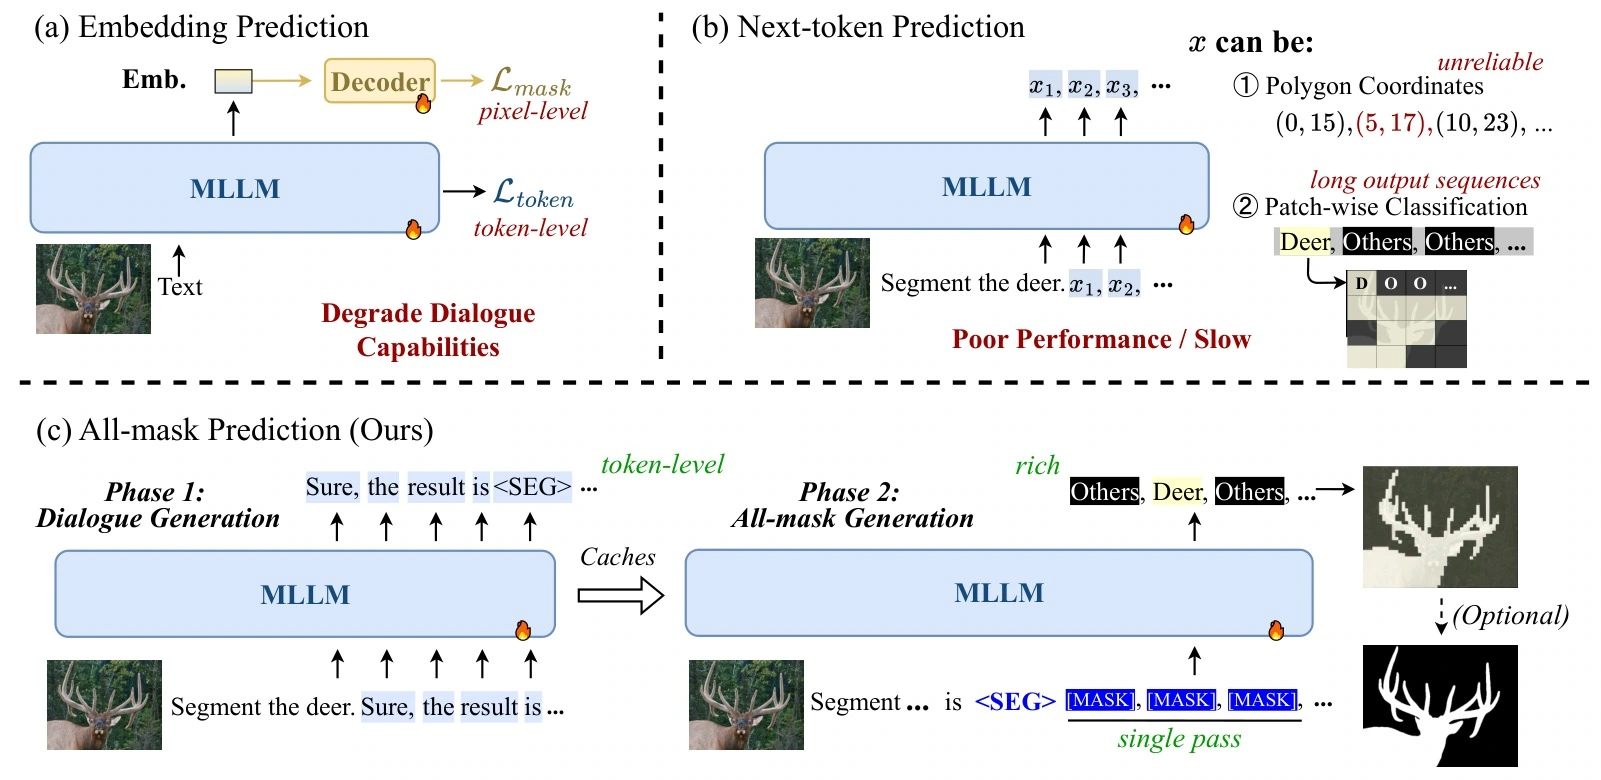 (a) Embedding Prediction
Emb.
Decoder
ℒ_mask
pixel-level
MLLM
ℒ_token
token-level
Text
Degrade Dialogue
Capabilities
(b) Next-token Prediction
x can be:
x₁, x₂, x₃, ...
unreliable
① Polygon Coordinates
(0, 15),(5, 17),(10, 23), ...
MLLM
long output sequences
② Patch-wise Classification
Deer, Others, Others, ...
D O O ...
Segment the deer. x₁, x₂, ...
Poor Performance / Slow
(c) All-mask Prediction (Ours)
Phase 1:
Dialogue Generation
Sure, the result is <SEG> ...
token-level
MLLM
Segment the deer. Sure, the result is ...
Caches
Phase 2:
All-mask Generation
rich
Others, Deer, Others, ...
MLLM
Segment ... is <SEG> [MASK], [MASK], [MASK], ...
single pass
(Optional)